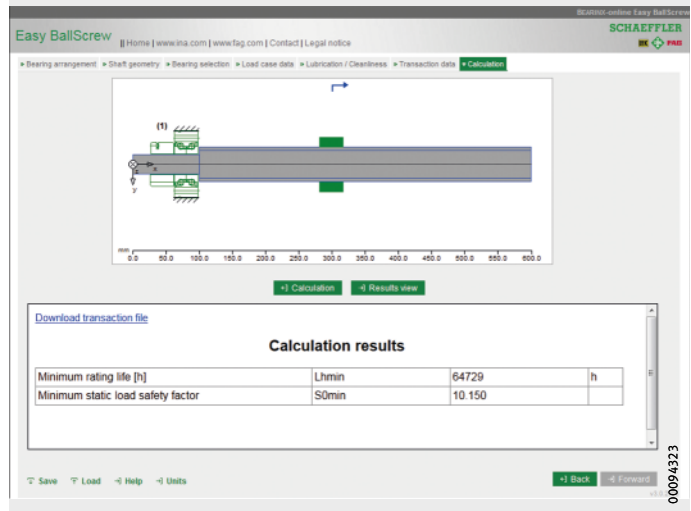 BEARINX-online Easy BallScrew
Easy BallScrew
|| Home | www.ina.com | www.fag.com | Contact | Legal notice
SCHAEFFLER
INA FAG
Bearing arrangement Shaft geometry Bearing selection Load case data Lubrication / Cleanliness Transaction data Calculation
(1)
z x
y
mm
0.0 50.0 100.0 150.0 200.0 250.0 300.0 350.0 400.0 450.0 500.0 550.0 600.0
Calculation Results view
Download transaction file
Calculation results
Minimum rating life [h] Lhmin 64729 h
Minimum static load safety factor S0min 10.150
Save Load Help Units
Back Forward
00094323